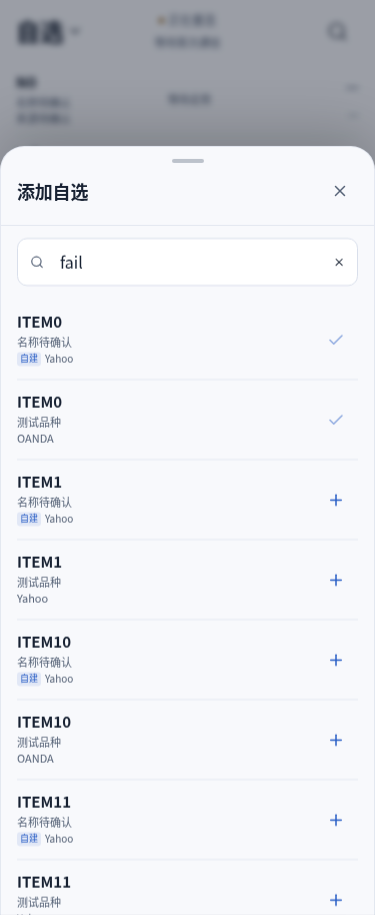 自选
添加自选
fail
ITEM0
名称待确认
自建 Yahoo
ITEM0
测试品种
OANDA
ITEM1
名称待确认
自建 Yahoo
ITEM1
测试品种
Yahoo
ITEM10
名称待确认
自建 Yahoo
ITEM10
测试品种
OANDA
ITEM11
名称待确认
自建 Yahoo
ITEM11
测试品种